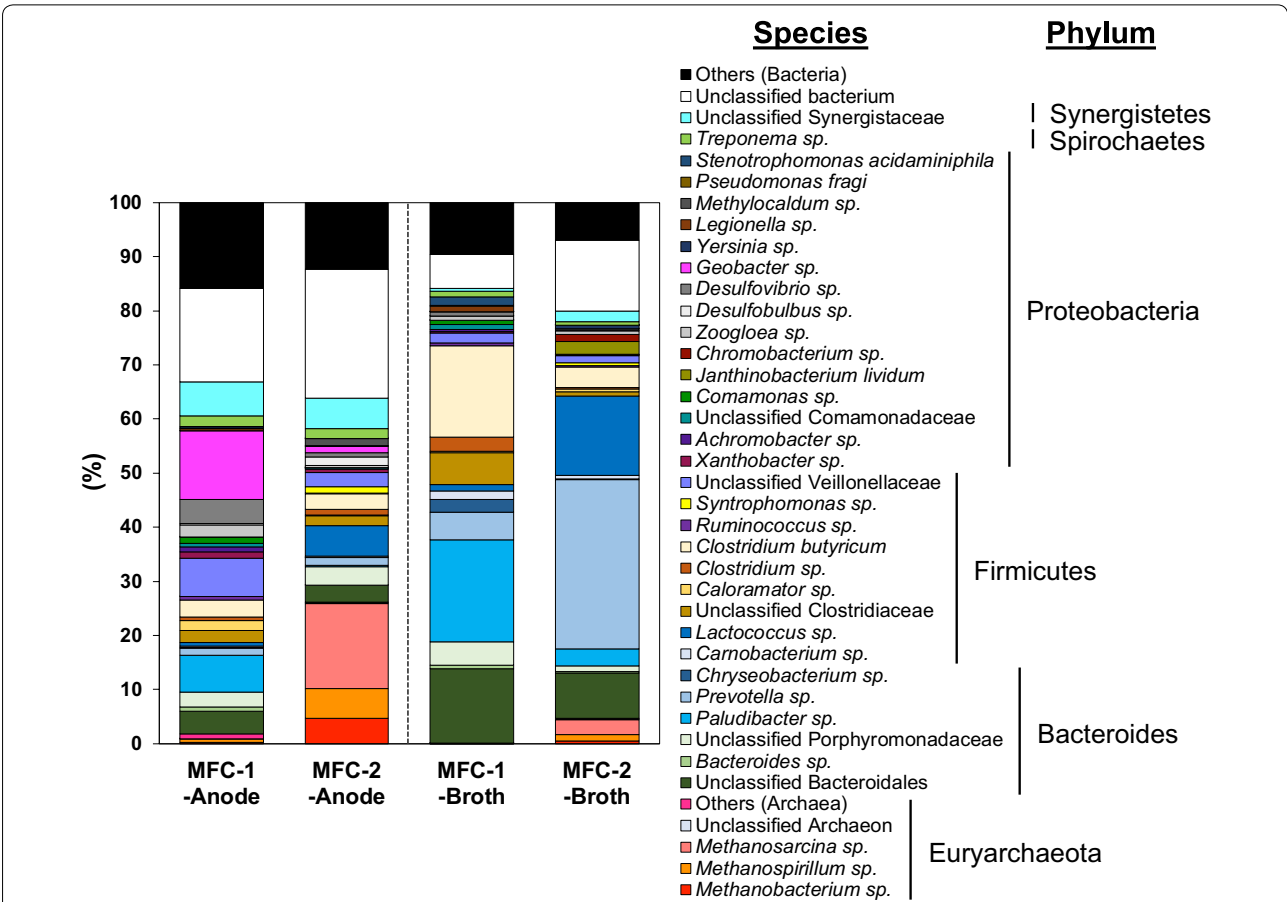 Species Phylum
Others (Bacteria)
Unclassified bacterium
Unclassified Synergistaceae
Synergistetes
Treponema sp.
Spirochaetes
Stenotrophomonas acidaminiphila
Pseudomonas fragi
Methylocaldum sp.
Legionella sp.
Yersinia sp.
Geobacter sp.
Desulfovibrio sp.
Desulfobulbus sp.
Zoogloea sp.
Chromobacterium sp.
Janthinobacterium lividum
Comamonas sp.
Unclassified Comamonadaceae
Achromobacter sp.
Xanthobacter sp.
Proteobacteria
Unclassified Veillonellaceae
Syntrophomonas sp.
Ruminococcus sp.
Clostridium butyricum
Clostridium sp.
Caloramator sp.
Unclassified Clostridiaceae
Lactococcus sp.
Carnobacterium sp.
Firmicutes
Chryseobacterium sp.
Prevotella sp.
Paludibacter sp.
Unclassified Porphyromonadaceae
Bacteroides sp.
Unclassified Bacteroidales
Bacteroides
Others (Archaea)
Unclassified Archaeon
Methanosarcina sp.
Methanospirillum sp.
Methanobacterium sp.
Euryarchaeota
(%)
100
90
80
70
60
50
40
30
20
10
0
MFC-1
-Anode
MFC-2
-Anode
MFC-1
-Broth
MFC-2
-Broth